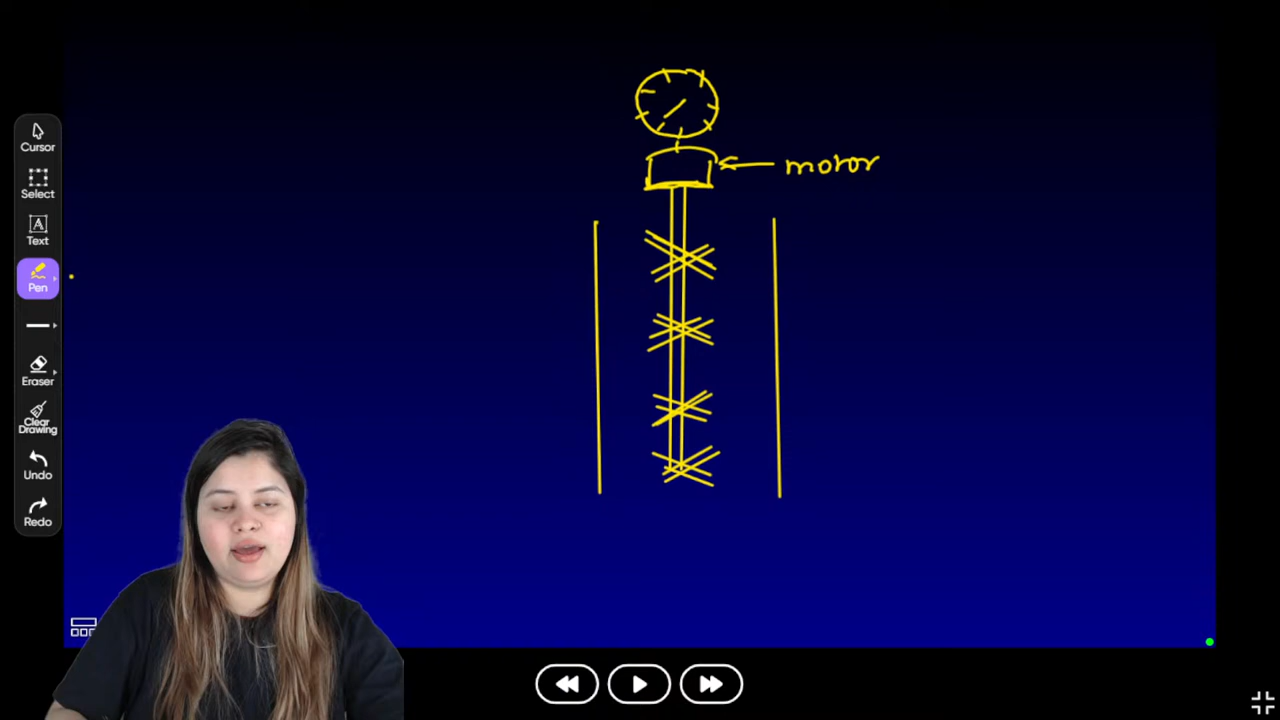 Cursor
Select
Text
Pen
Eraser
Clear
Drawing
Undo
Redo
motor